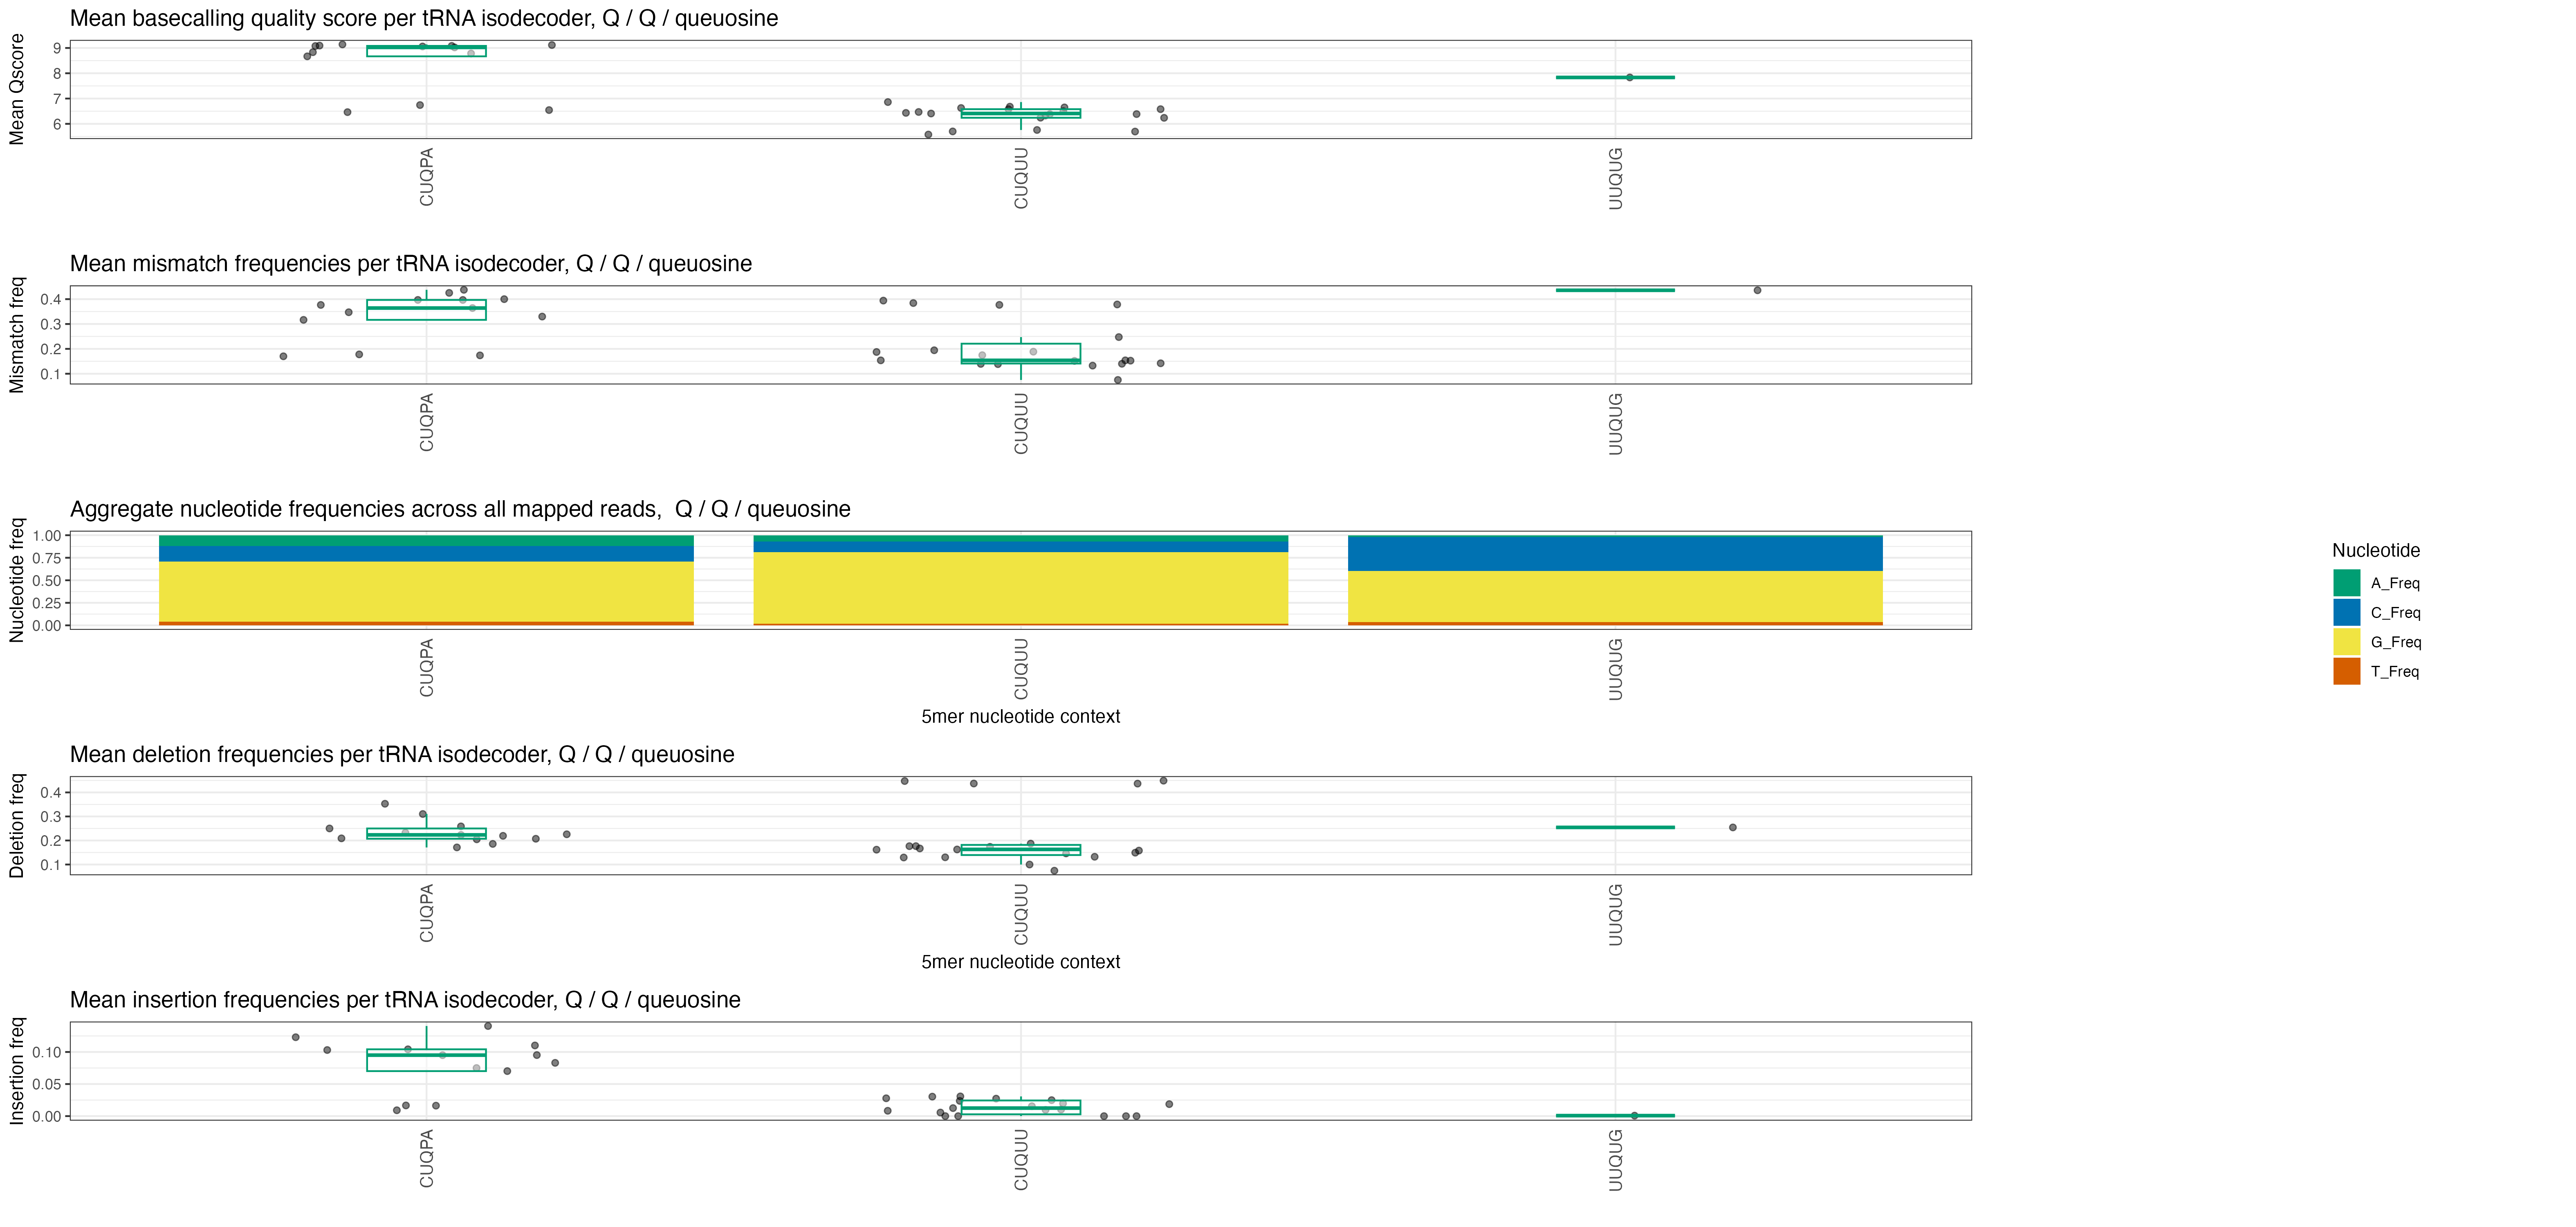 Mean basecalling quality score per tRNA isodecoder, Q / Q / queuosine
Mean Qscore
9
8
7
6
CUQPA
CUQUU
UUQUG
Mean mismatch frequencies per tRNA isodecoder, Q / Q / queuosine
Mismatch freq
0.4
0.3
0.2
0.1
CUQPA
CUQUU
UUQUG
Aggregate nucleotide frequencies across all mapped reads,  Q / Q / queuosine
Nucleotide freq
1.00
0.75
0.50
0.25
0.00
CUQPA
CUQUU
UUQUG
5mer nucleotide context
Nucleotide
A_Freq
C_Freq
G_Freq
T_Freq
Mean deletion frequencies per tRNA isodecoder, Q / Q / queuosine
Deletion freq
0.4
0.3
0.2
0.1
CUQPA
CUQUU
UUQUG
5mer nucleotide context
Mean insertion frequencies per tRNA isodecoder, Q / Q / queuosine
Insertion freq
0.10
0.05
0.00
CUQPA
CUQUU
UUQUG